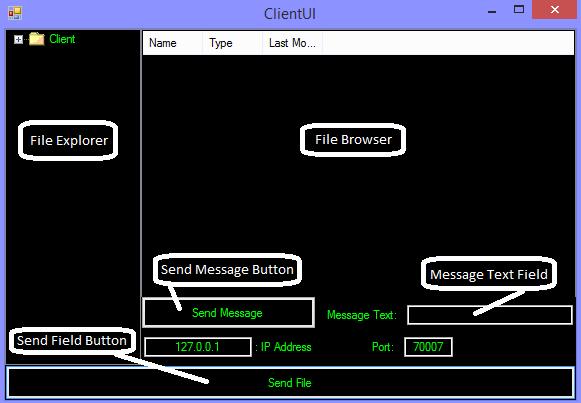 ClientUI
Client
Name Type Last Mo...
File Explorer
File Browser
Send Message Button
Message Text Field
Send Message
Message Text:
Send Field Button
127.0.0.1 : IP Address
Port: 70007
Send File